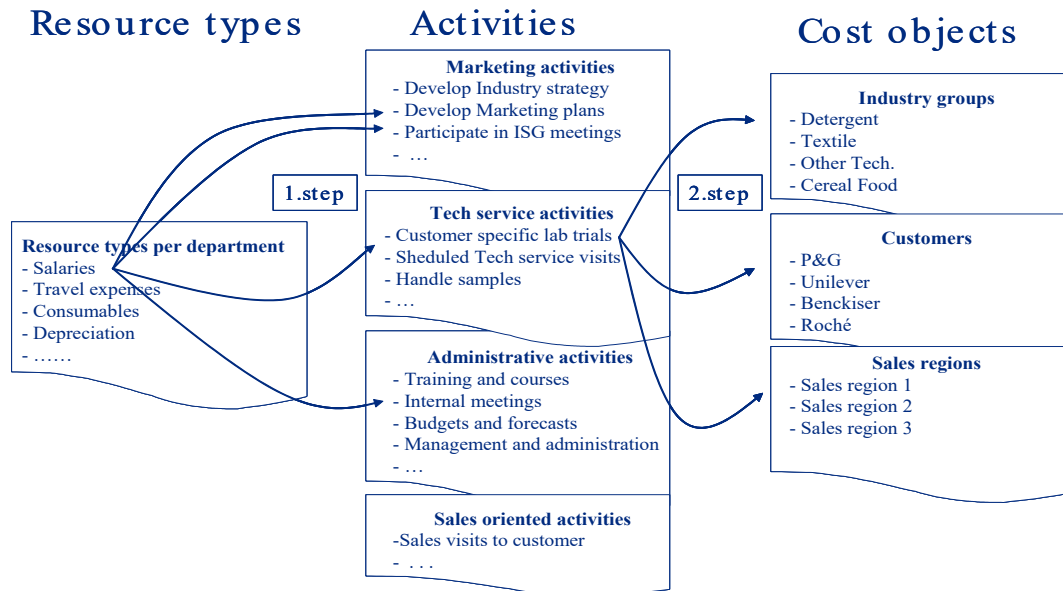 Resource types
Activities
Cost objects
Marketing activities
- Develop Industry strategy
- Develop Marketing plans
- Participate in ISG meetings
- …
1.step
2.step
Resource types per department
- Salaries
- Travel expenses
- Consumables
- Depreciation
- ……
Tech service activities
- Customer specific lab trials
- Sheduled Tech service visits
- Handle samples
- …
Administrative activities
- Training and courses
- Internal meetings
- Budgets and forecasts
- Management and administration
- …
Sales oriented activities
-Sales visits to customer
- . . .
Industry groups
- Detergent
- Textile
- Other Tech.
- Cereal Food
Customers
- P&G
- Unilever
- Benckiser
- Roché
Sales regions
- Sales region 1
- Sales region 2
- Sales region 3